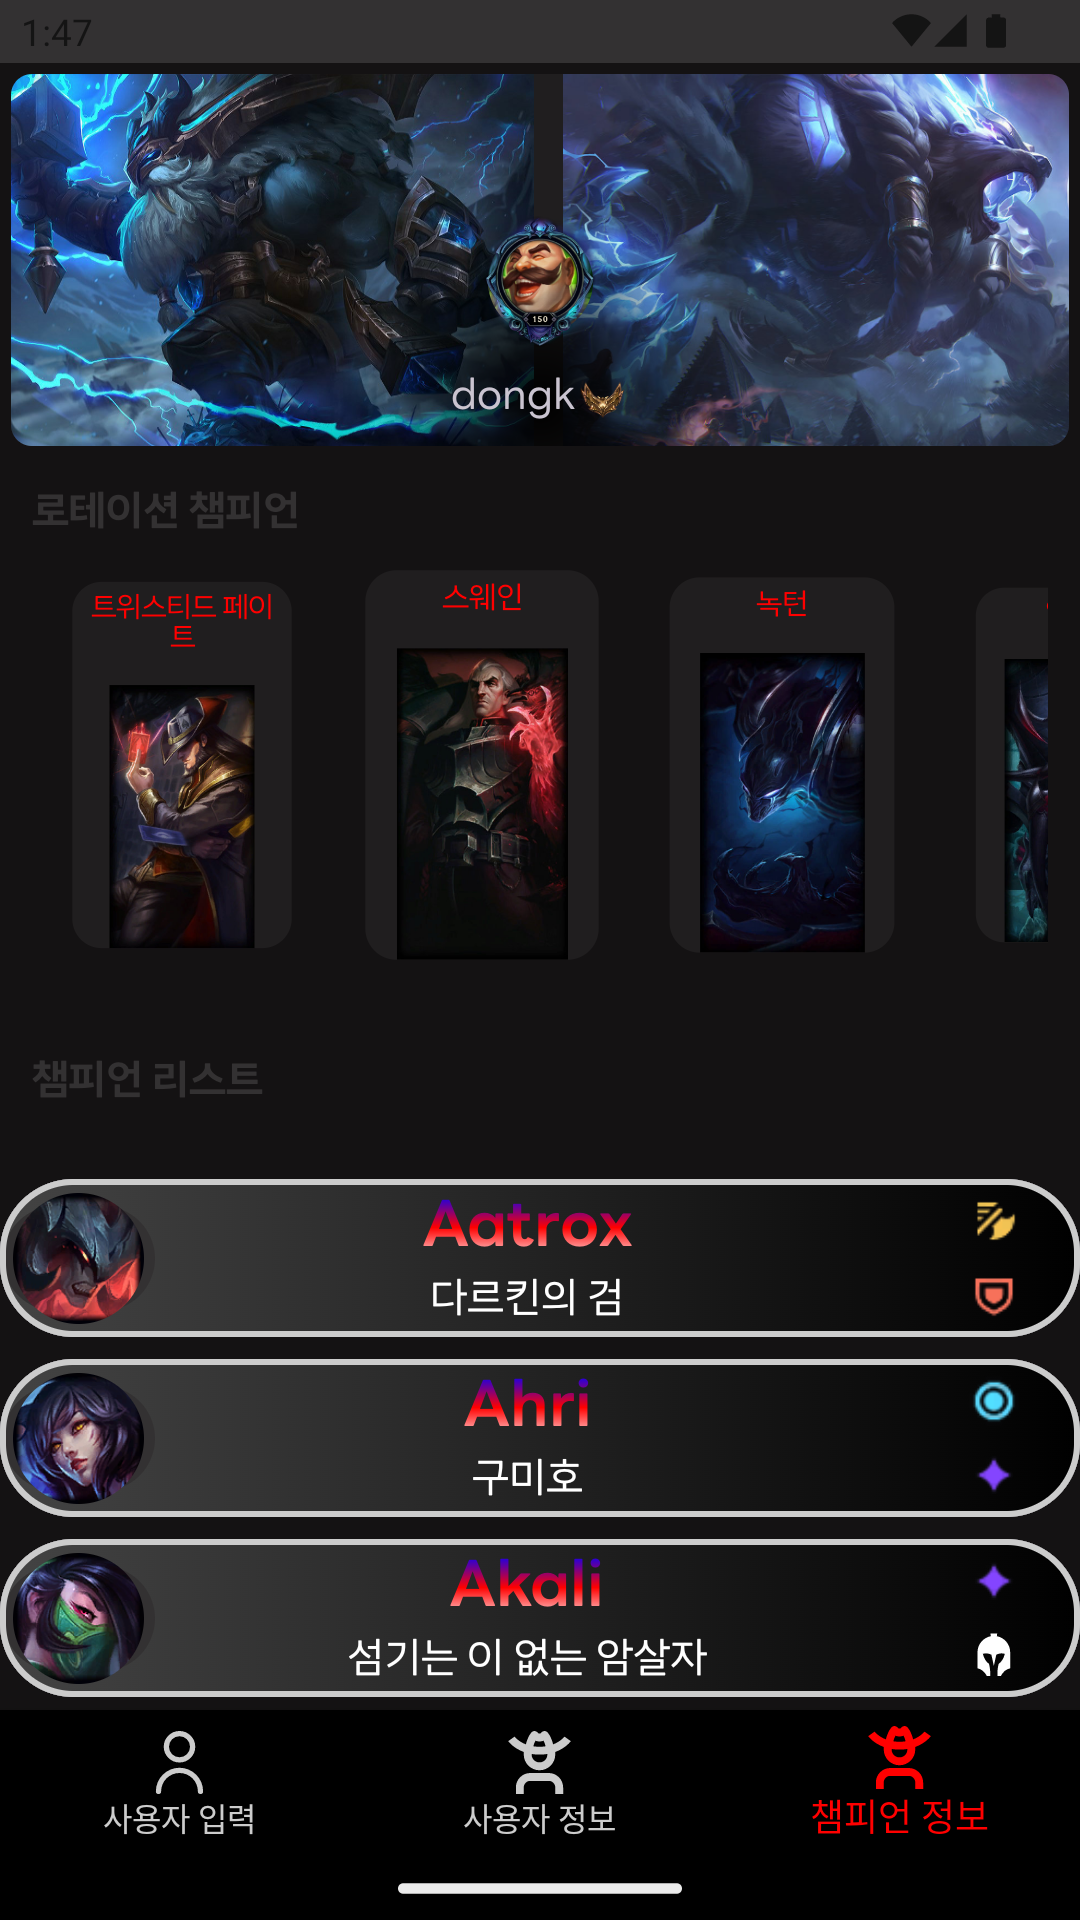 1:47
150
dongk
로테이션 챔피언
트위스티드 페이
트
스웨인
녹턴
챔피언 리스트
Aatrox
다르킨의 검
Ahri
구미호
Akali
섬기는 이 없는 암살자
사용자 입력
사용자 정보
챔피언 정보